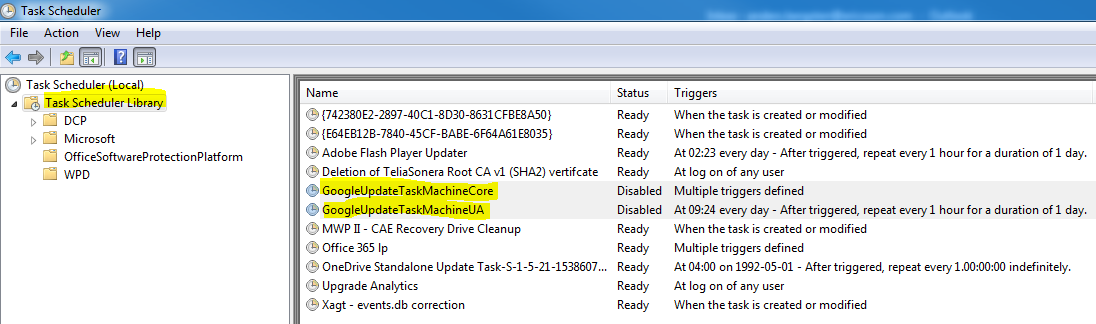 Task Scheduler
File Action View Help
Task Scheduler (Local)
Task Scheduler Library
DCP
Microsoft
OfficeSoftwareProtectionPlatform
WPD
Name Status Triggers
{742380E2-2897-40C1-8D30-8631CFBE8A50} Ready When the task is created or modified
{E64EB12B-7840-45CF-BABE-6F64A61E8035} Ready When the task is created or modified
Adobe Flash Player Updater Ready At 02:23 every day - After triggered, repeat every 1 hour for a duration of 1 day.
Deletion of TeliaSonera Root CA v1 (SHA2) vertifcate Ready At log on of any user
GoogleUpdateTaskMachineCore Disabled Multiple triggers defined
GoogleUpdateTaskMachineUA Disabled At 09:24 every day - After triggered, repeat every 1 hour for a duration of 1 day.
MWP II - CAE Recovery Drive Cleanup Ready When the task is created or modified
Office 365 lp Ready Multiple triggers defined
OneDrive Standalone Update Task-S-1-5-21-1538607... Ready At 04:00 on 1992-05-01 - After triggered, repeat every 1.00:00:00 indefinitely.
Upgrade Analytics Ready At log on of any user
Xagt - events.db correction Ready When the task is created or modified